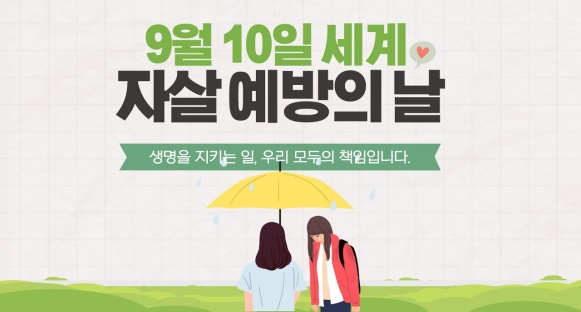 9월 10일 세계
자살 예방의 날
생명을 지키는 일, 우리 모두의 책임입니다.